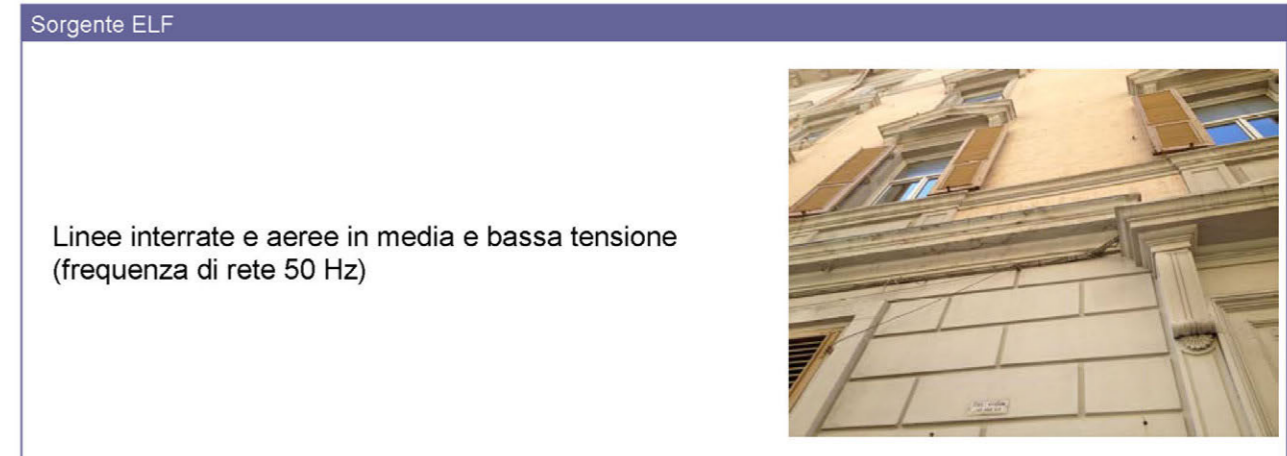 Sorgente ELF
Linee interrate e aeree in media e bassa tensione
(frequenza di rete 50 Hz)